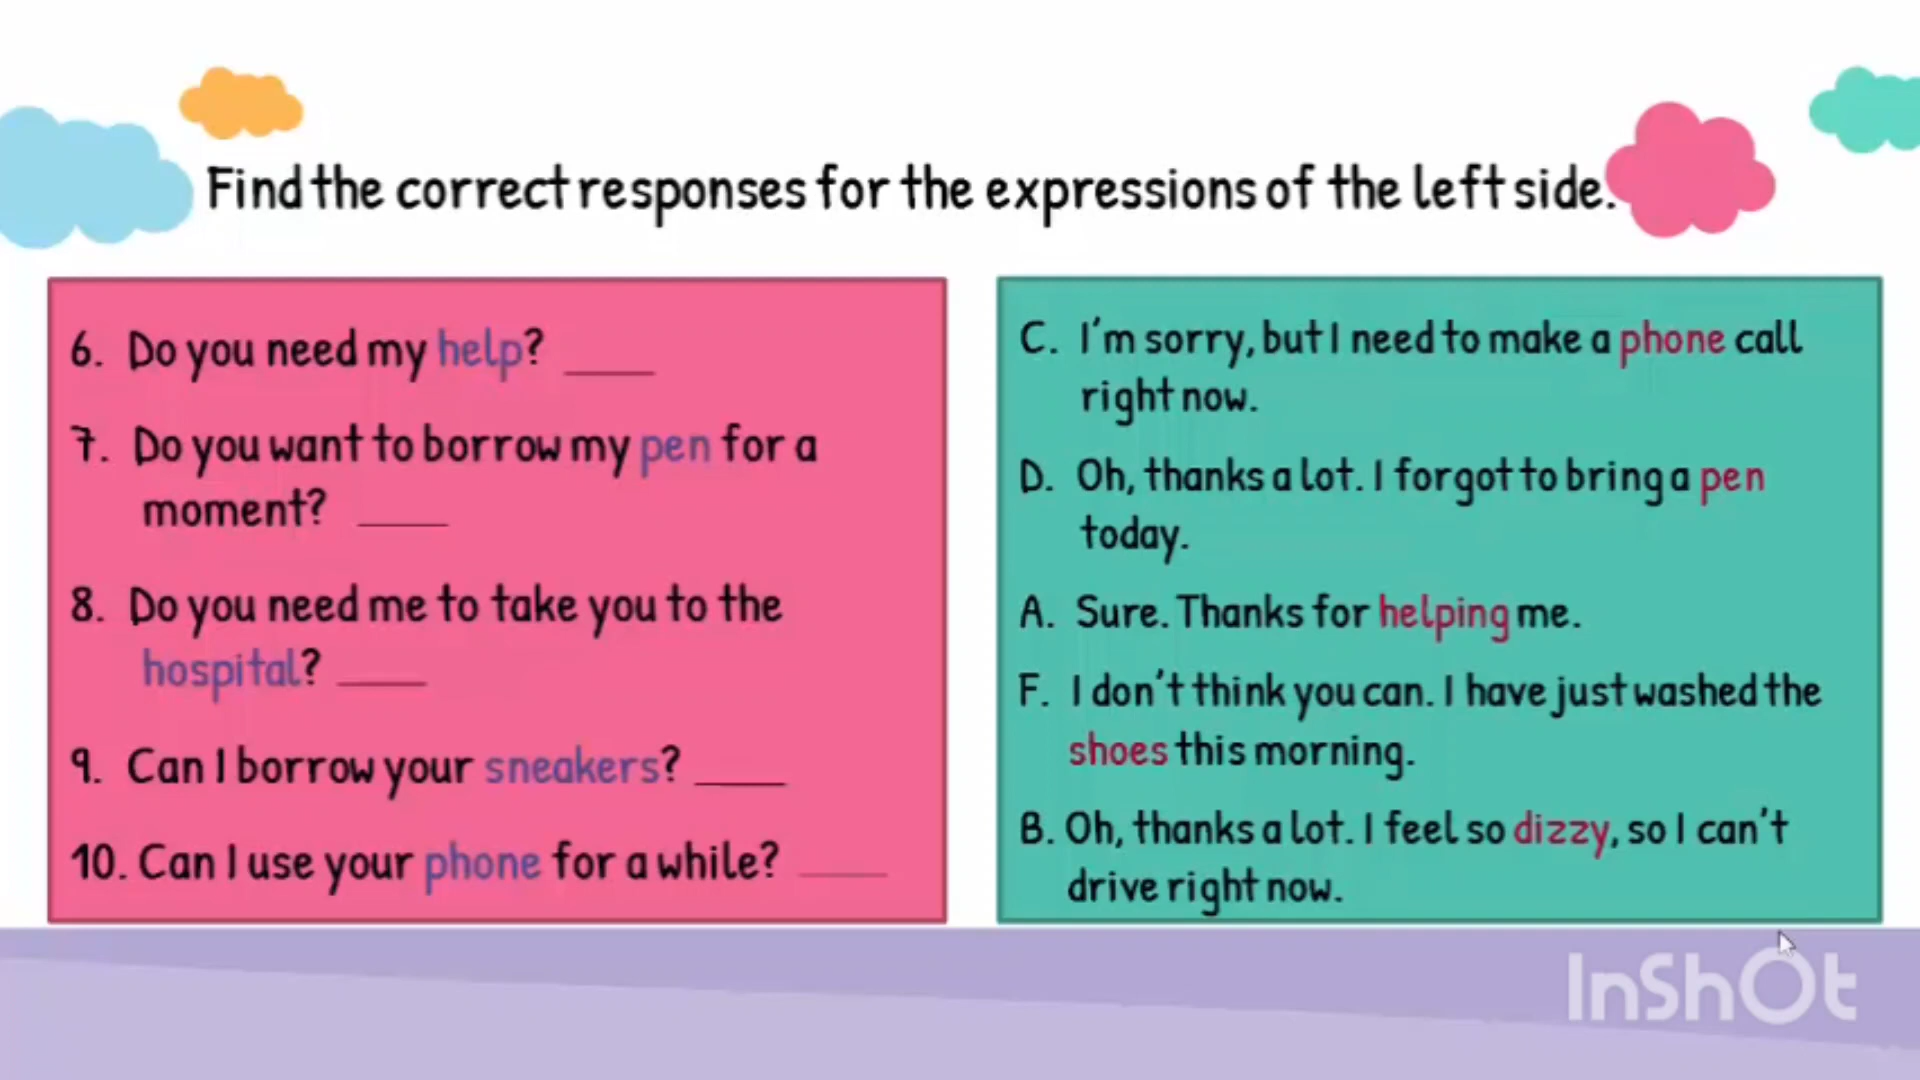 Find the correct responses for the expressions of the left side.
6. Do you need my help? ____
7. Do you want to borrow my pen for a
moment? ____
8. Do you need me to take you to the
hospital? ____
9. Can I borrow your sneakers? ____
10. Can I use your phone for a while? ____
C. I'm sorry, but I need to make a phone call
right now.
D. Oh, thanks a lot. I forgot to bring a pen
today.
A. Sure. Thanks for helping me.
F. I don't think you can. I have just washed the
shoes this morning.
B. Oh, thanks a lot. I feel so dizzy, so I can't
drive right now.
InShOt